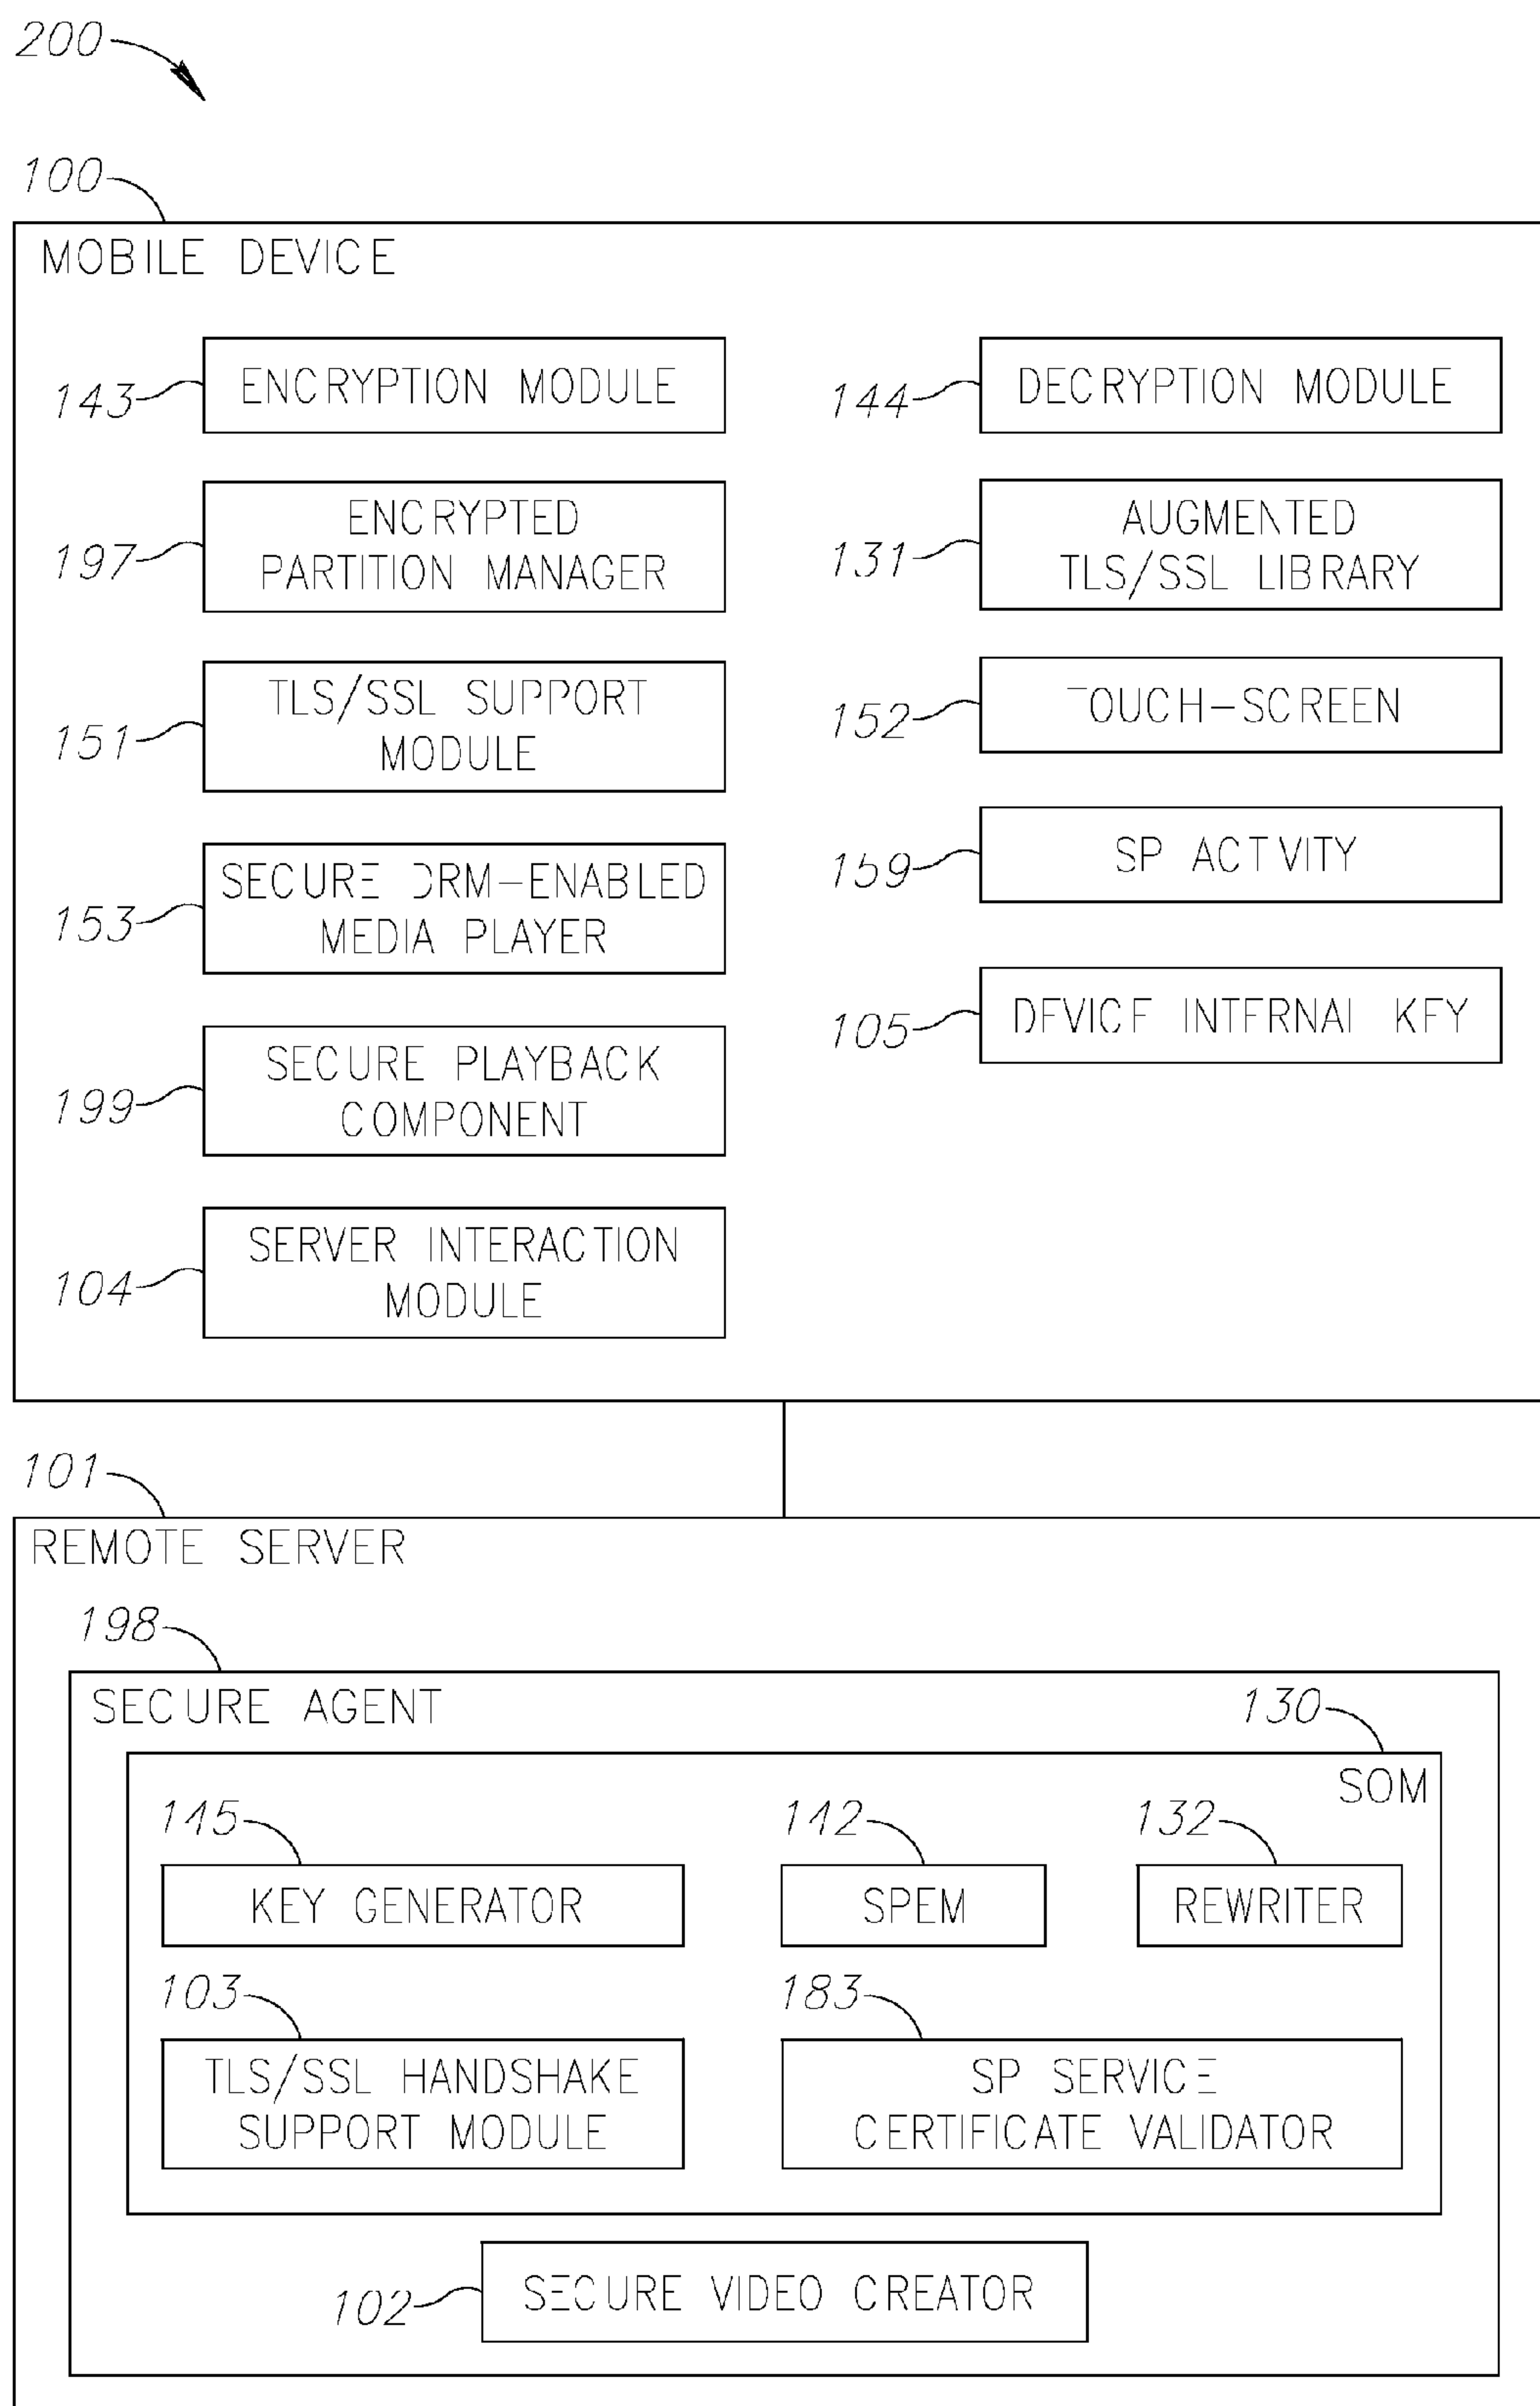 200
100
MOBILE DEVICE
143
ENCRYPTION MODULE
144
DECRYPTION MODULE
197
ENCRYPTED
PARTITION MANAGER
131
AUGMENTED
TLS/SSL LIBRARY
151
TLS/SSL SUPPORT
MODULE
152
TOUCH-SCREEN
153
SECURE DRM-ENABLED
MEDIA PLAYER
159
SP ACTIVITY
199
SECURE PLAYBACK
COMPONENT
105
DEVICE INTERNAL KEY
104
SERVER INTERACTION
MODULE
101
REMOTE SERVER
198
SECURE AGENT
130
SOM
145
KEY GENERATOR
142
SPEM
132
REWRITER
103
TLS/SSL HANDSHAKE
SUPPORT MODULE
183
SP SERVICE
CERTIFICATE VALIDATOR
102
SECURE VIDEO CREATOR